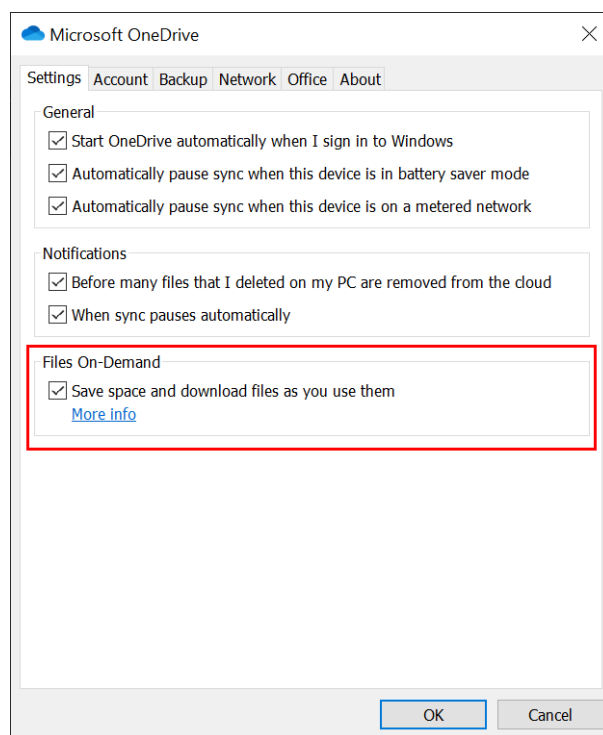 Microsoft OneDrive
Settings Account Backup Network Office About
General
Start OneDrive automatically when I sign in to Windows
Automatically pause sync when this device is in battery saver mode
Automatically pause sync when this device is on a metered network
Notifications
Before many files that I deleted on my PC are removed from the cloud
When sync pauses automatically
Files On-Demand
Save space and download files as you use them
More info
OK Cancel